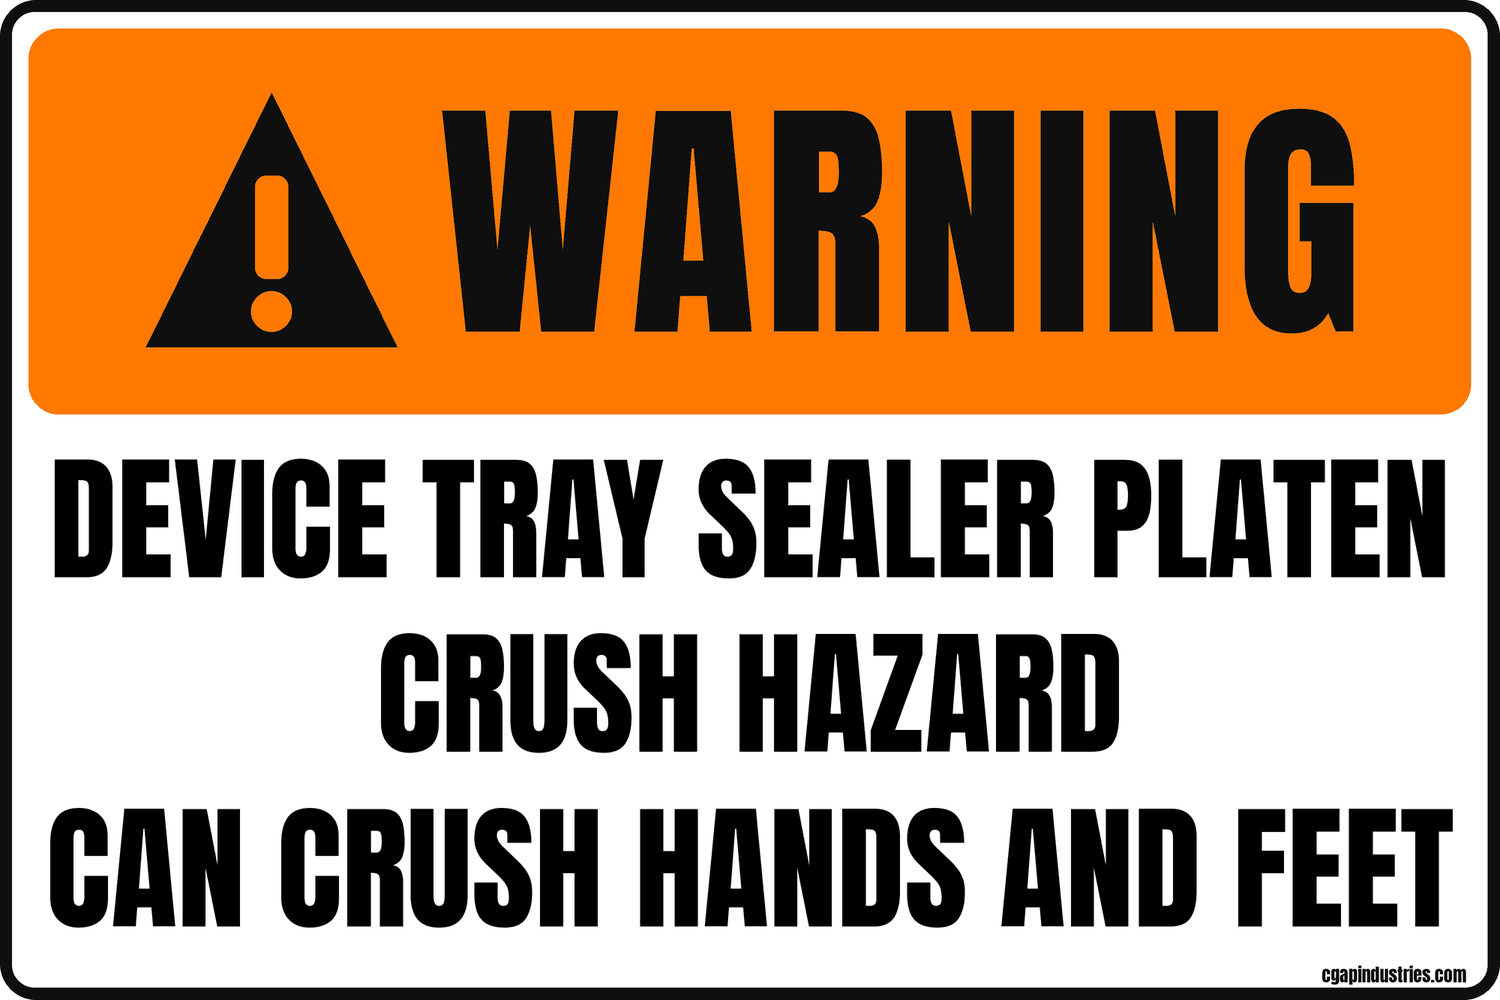 WARNING
DEVICE TRAY SEALER PLATEN
CRUSH HAZARD
CAN CRUSH HANDS AND FEET
cgapindustries.com